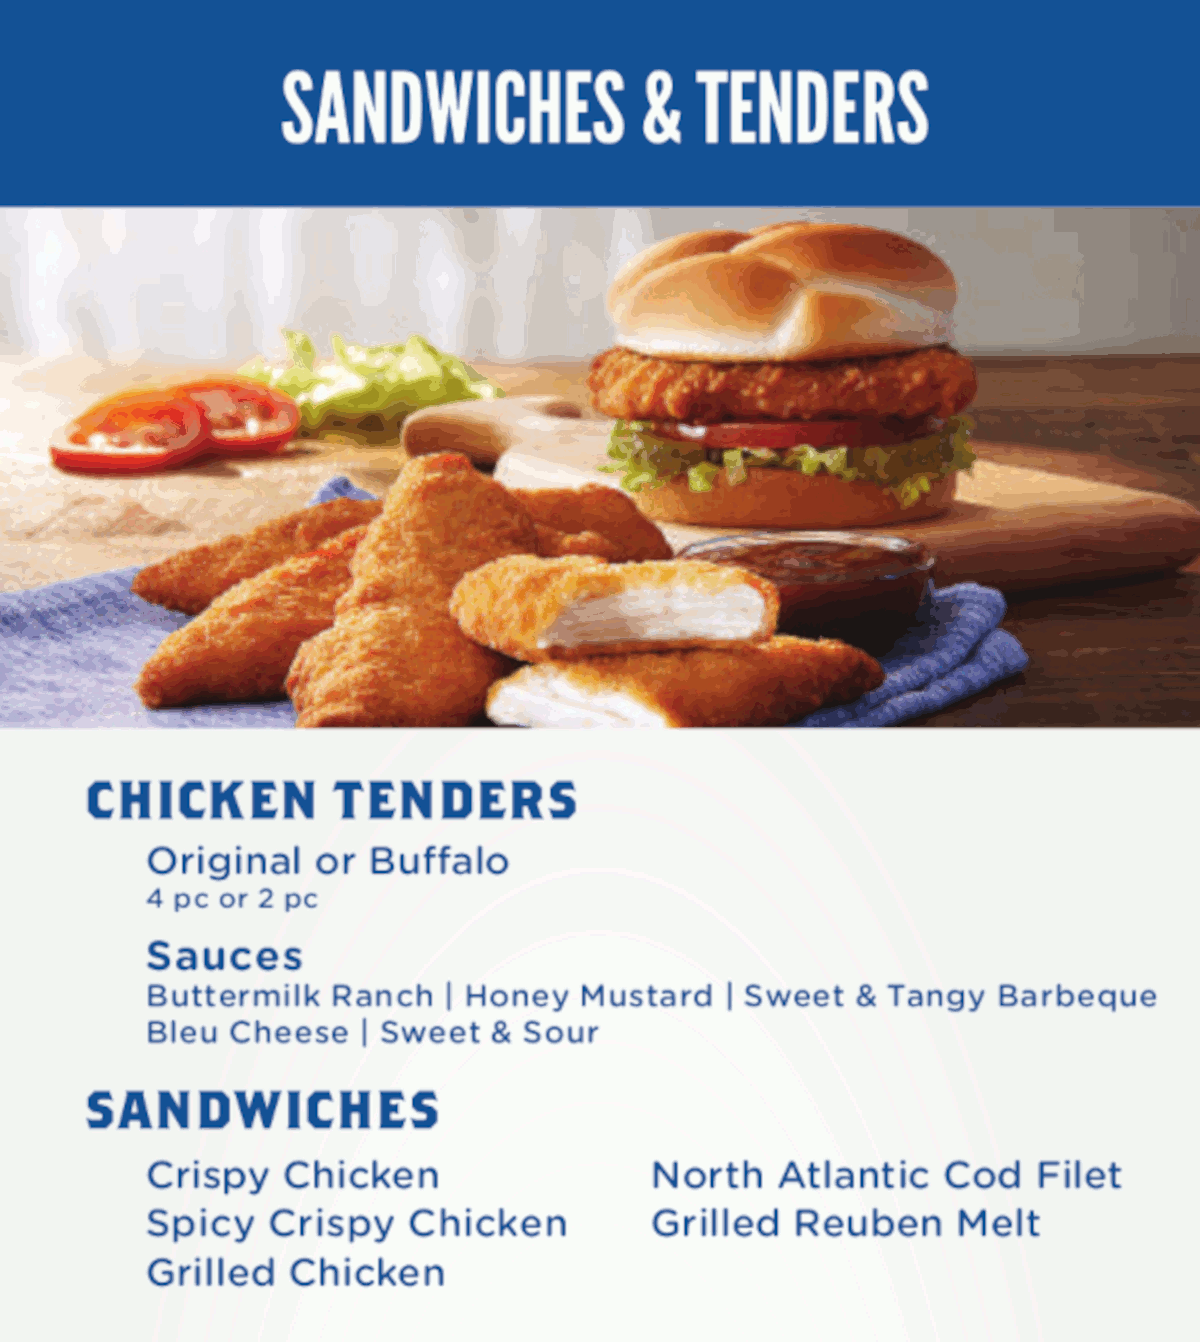 SANDWICHES & TENDERS
CHICKEN TENDERS
Original or Buffalo
4 pc or 2 pc
Sauces
Buttermilk Ranch | Honey Mustard | Sweet & Tangy Barbeque
Bleu Cheese | Sweet & Sour
SANDWICHES
Crispy Chicken
Spicy Crispy Chicken
Grilled Chicken
North Atlantic Cod Filet
Grilled Reuben Melt